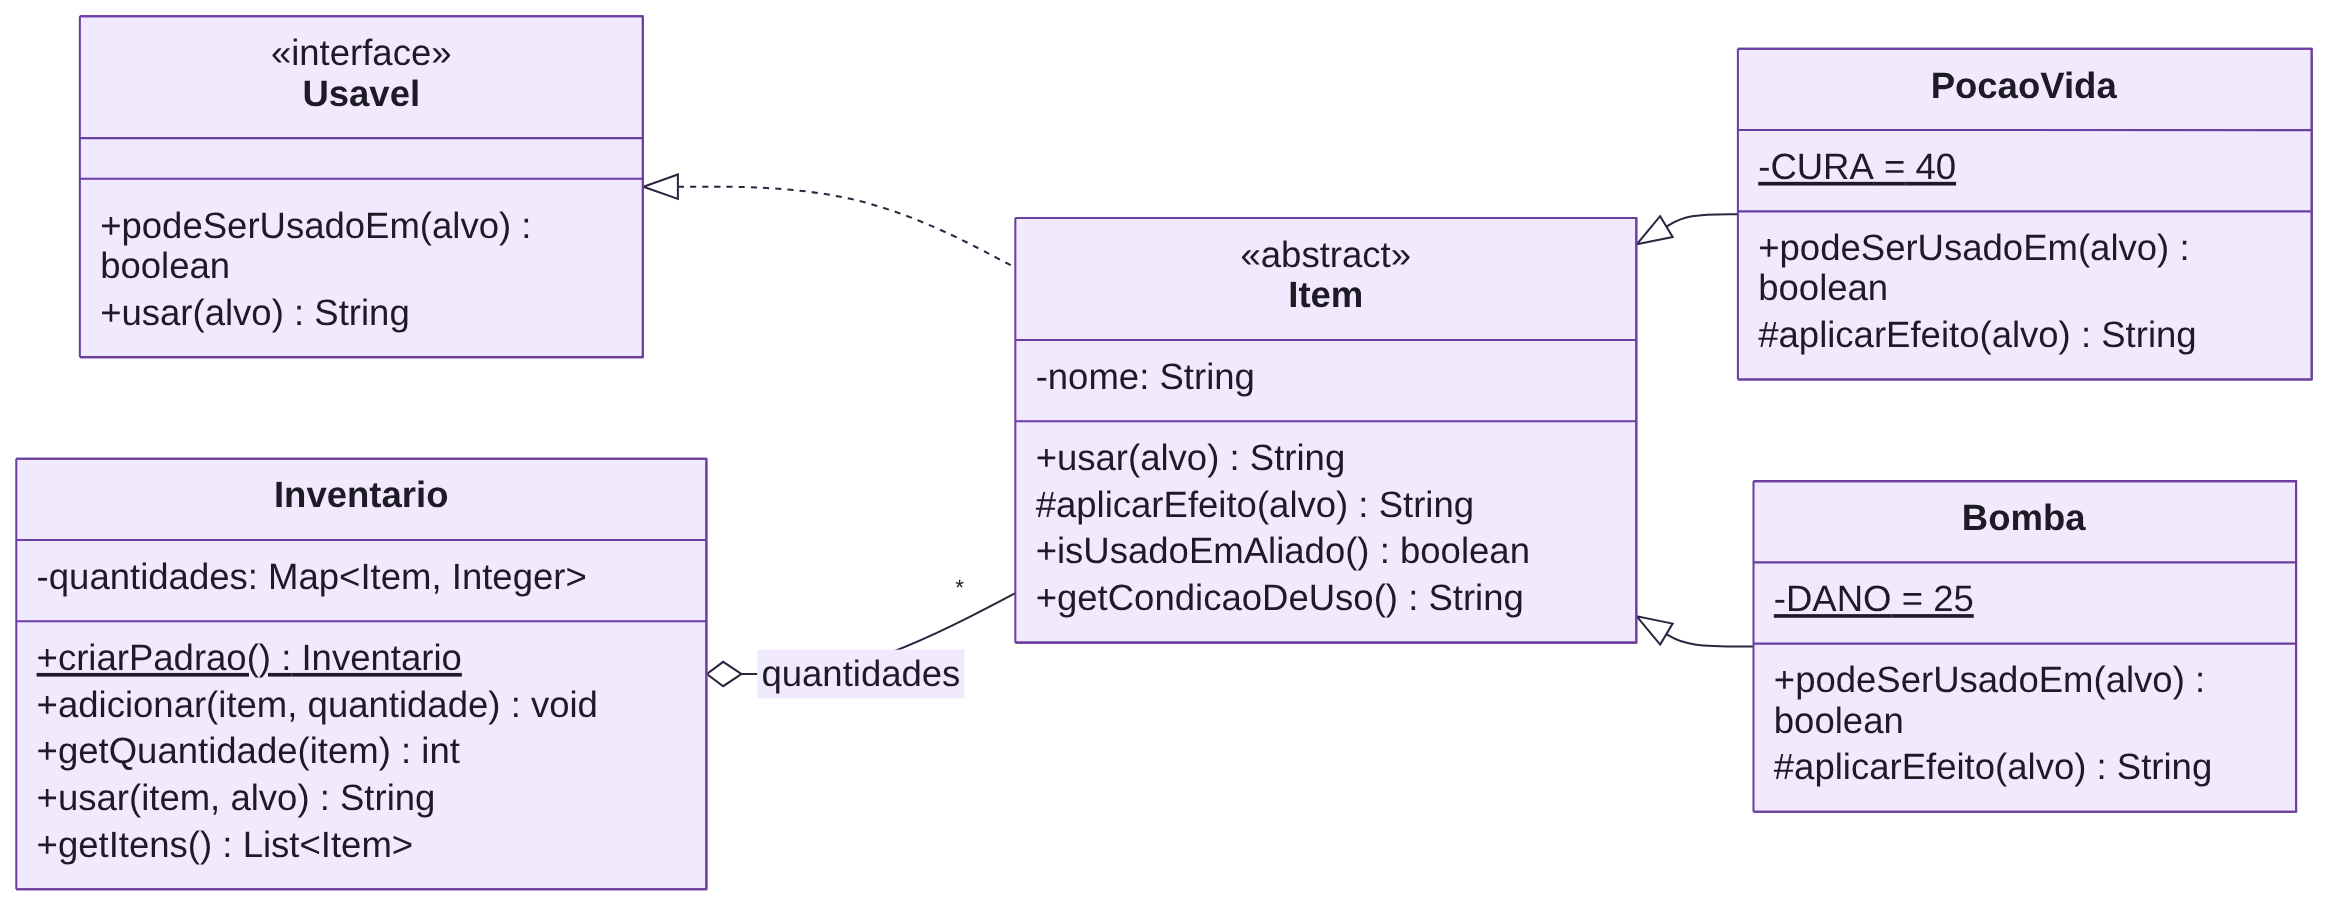 «interface»
Usavel
+podeSerUsadoEm(alvo) :
boolean
+usar(alvo) : String
Inventario
-quantidades: Map<Item, Integer>
+criarPadrao() : Inventario
+adicionar(item, quantidade) : void
+getQuantidade(item) : int
+usar(item, alvo) : String
+getItens() : List<Item>
quantidades
*
«abstract»
Item
-nome: String
+usar(alvo) : String
#aplicarEfeito(alvo) : String
+isUsadoEmAliado() : boolean
+getCondicaoDeUso() : String
PocaoVida
-CURA = 40
+podeSerUsadoEm(alvo) :
boolean
#aplicarEfeito(alvo) : String
Bomba
-DANO = 25
+podeSerUsadoEm(alvo) :
boolean
#aplicarEfeito(alvo) : String